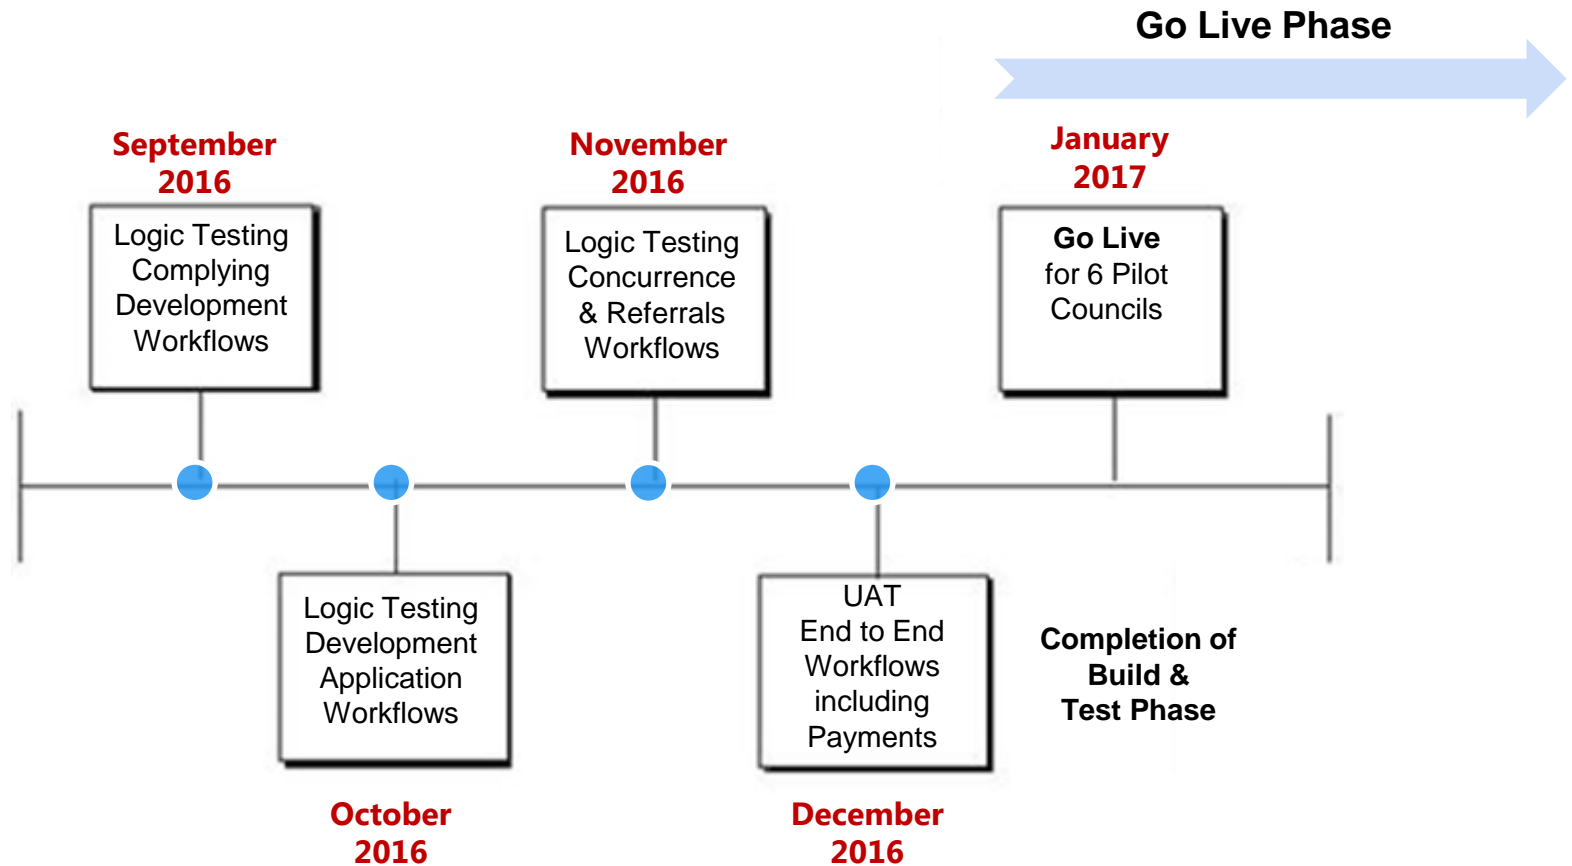 Go Live Phase
September
2016
Logic Testing
Complying
Development
Workflows
October
2016
Logic Testing
Development
Application
Workflows
November
2016
Logic Testing
Concurrence
& Referrals
Workflows
December
2016
UAT
End to End
Workflows
including
Payments
January
2017
Go Live
for 6 Pilot
Councils
Completion of
Build &
Test Phase